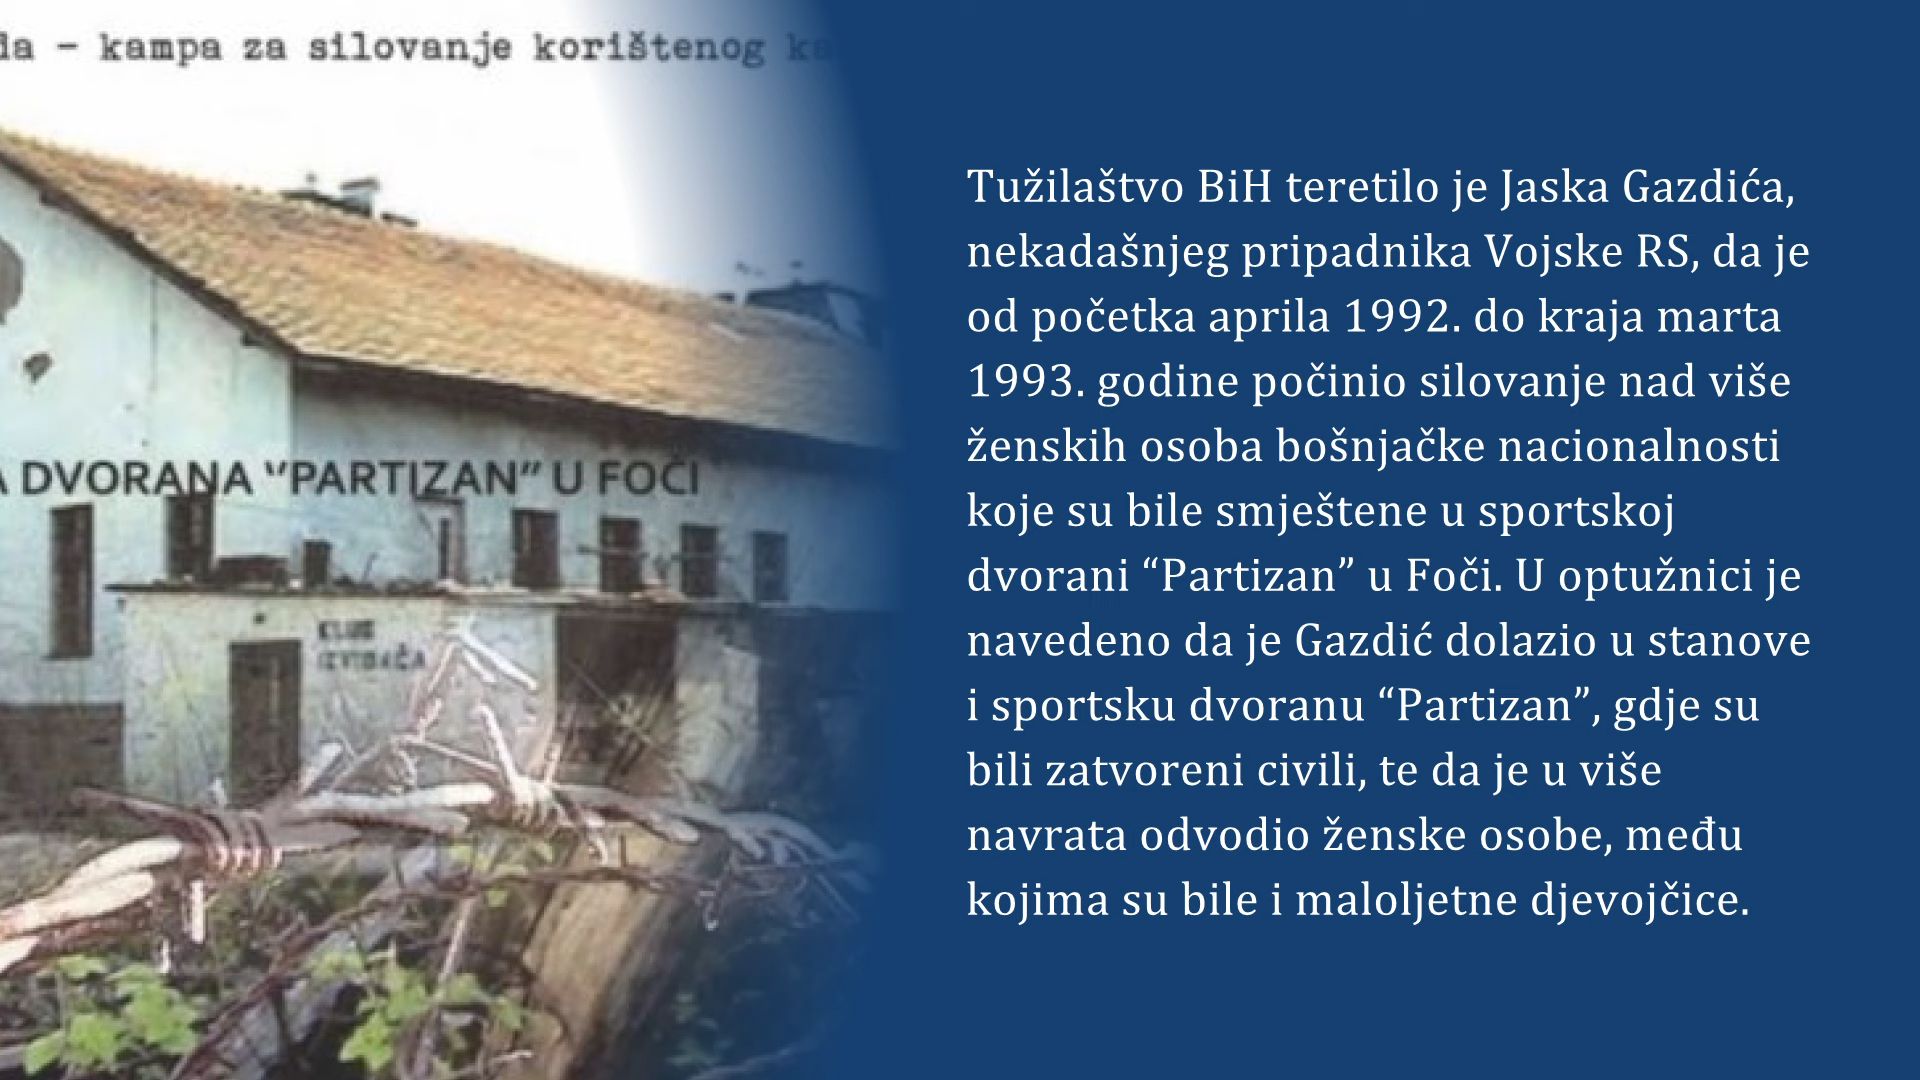 da – kampa za silovanje korištenog ka
A DVORANA “PARTIZAN” U FOČI
KLUB
IZVIĐAČA
Tužilaštvo BiH teretilo je Jaska Gazdića,
nekadašnjeg pripadnika Vojske RS, da je
od početka aprila 1992. do kraja marta
1993. godine počinio silovanje nad više
ženskih osoba bošnjačke nacionalnosti
koje su bile smještene u sportskoj
dvorani “Partizan” u Foči. U optužnici je
navedeno da je Gazdić dolazio u stanove
i sportsku dvoranu “Partizan”, gdje su
bili zatvoreni civili, te da je u više
navrata odvodio ženske osobe, među
kojima su bile i maloljetne djevojčice.